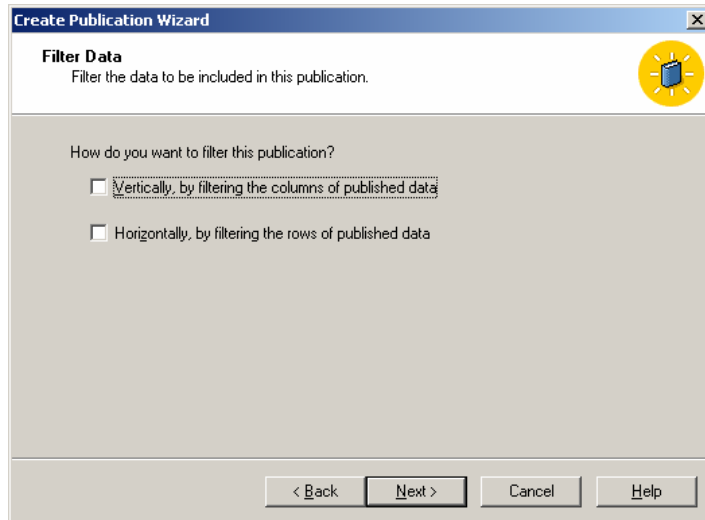 Create Publication Wizard
Filter Data
Filter the data to be included in this publication.
How do you want to filter this publication?
Vertically, by filtering the columns of published data
Horizontally, by filtering the rows of published data
< Back Next > Cancel Help